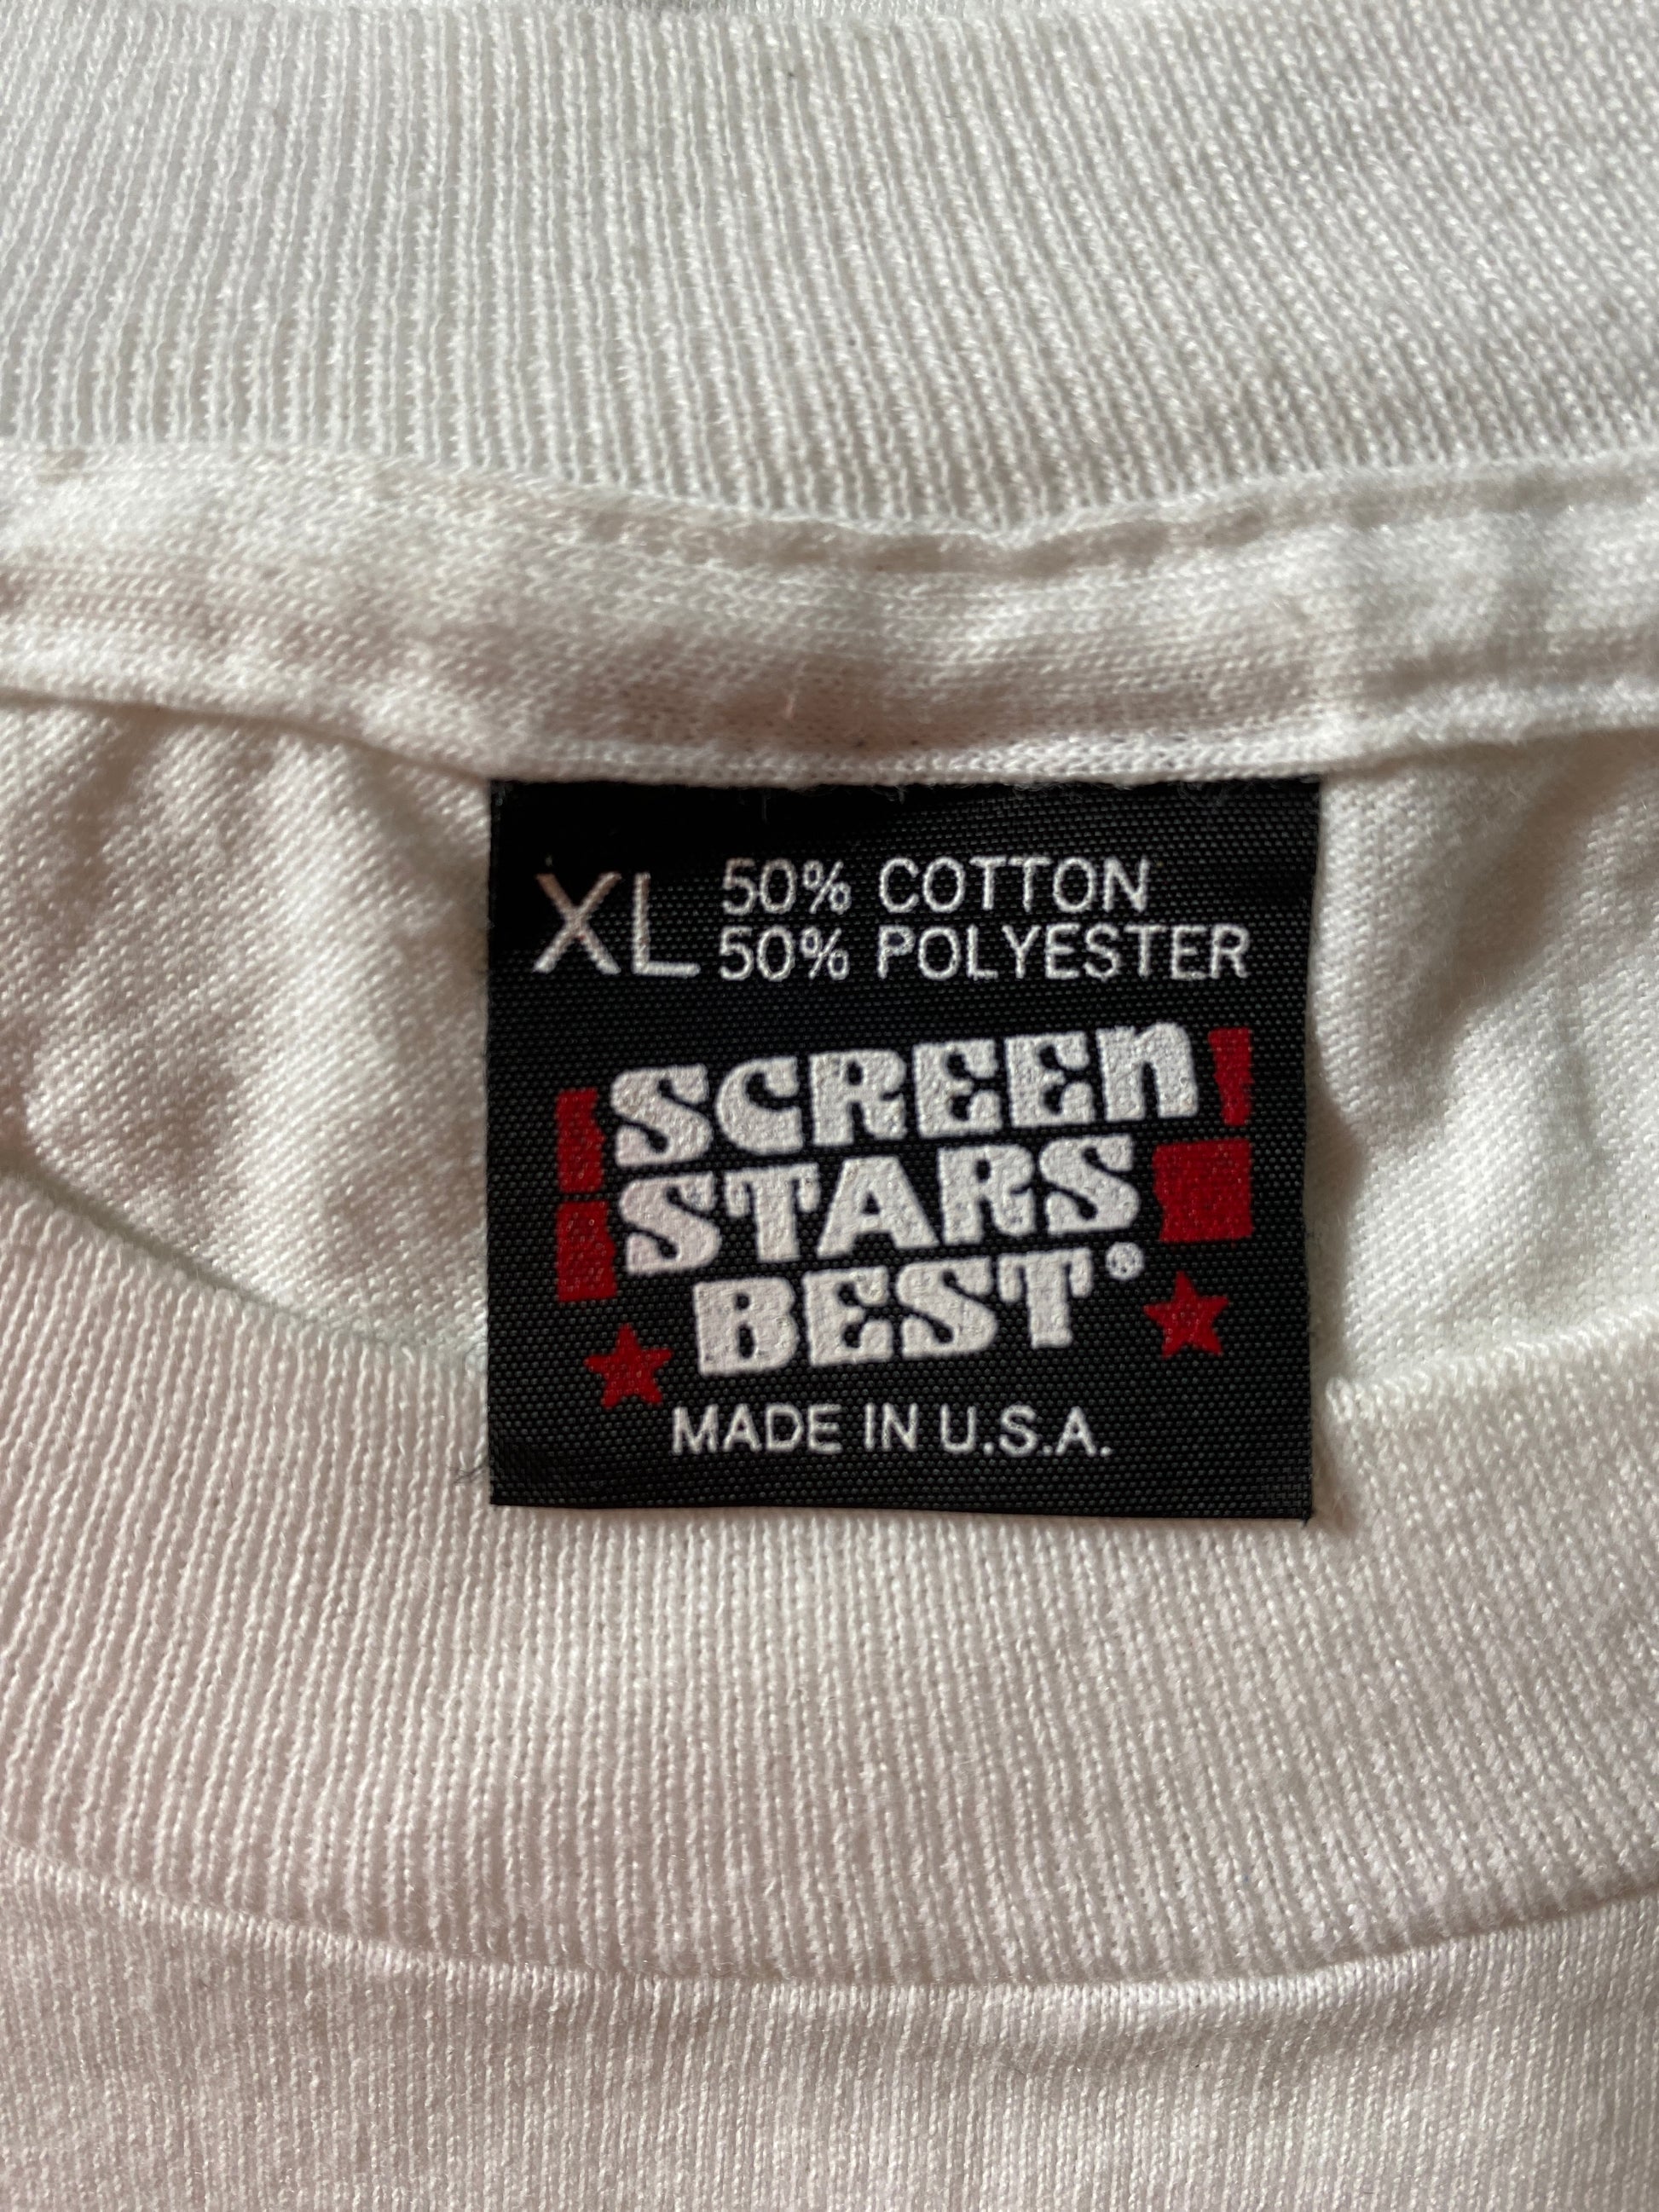 XL 50% COTTON
50% POLYESTER
SCREEN
STARS
BEST®
MADE IN U.S.A.